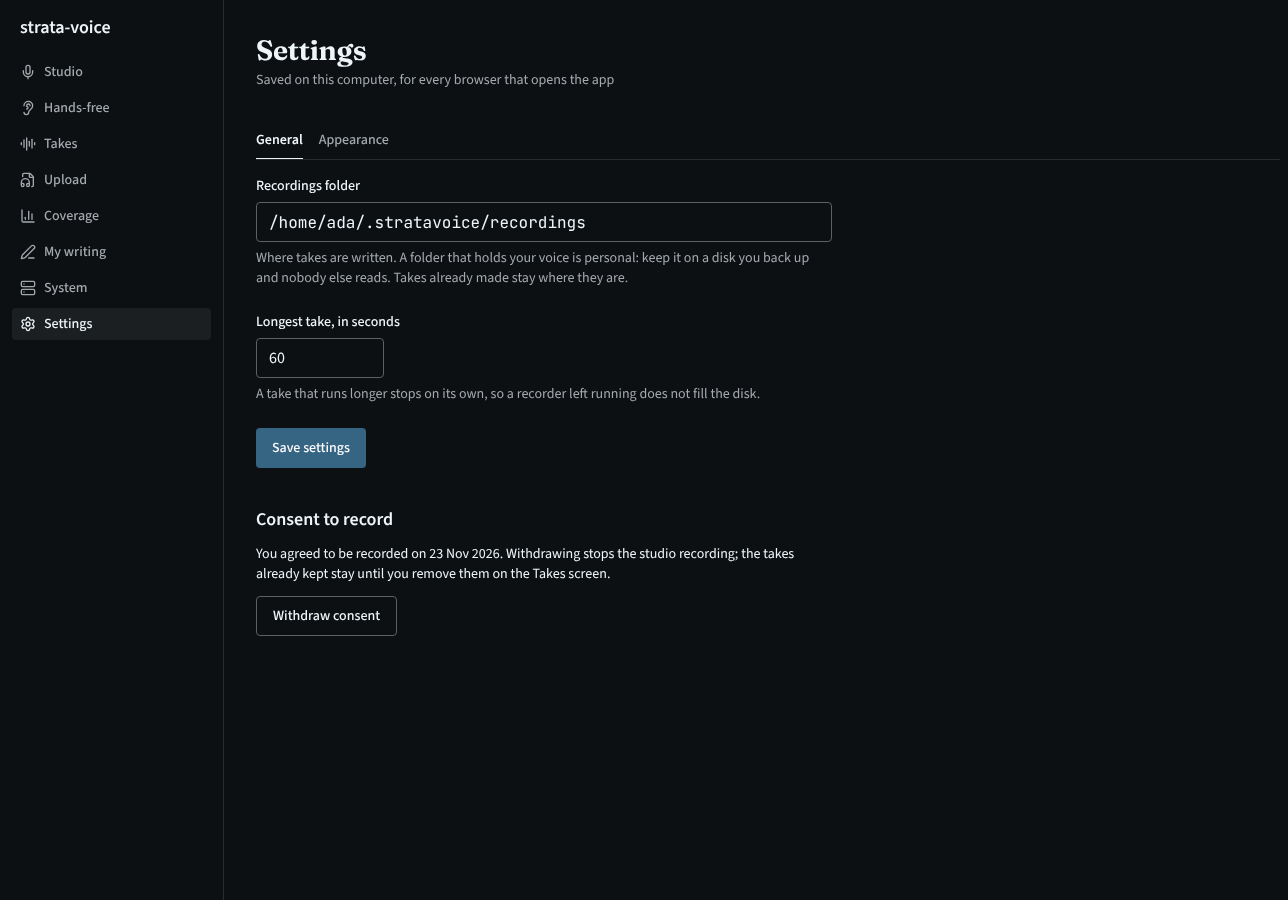 strata-voice
Studio
Hands-free
Takes
Upload
Coverage
My writing
System
Settings
Settings
Saved on this computer, for every browser that opens the app
General
Appearance
Recordings folder
/home/ada/.stratavoice/recordings
Where takes are written. A folder that holds your voice is personal: keep it on a disk you back up
and nobody else reads. Takes already made stay where they are.
Longest take, in seconds
60
A take that runs longer stops on its own, so a recorder left running does not fill the disk.
Save settings
Consent to record
You agreed to be recorded on 23 Nov 2026. Withdrawing stops the studio recording; the takes
already kept stay until you remove them on the Takes screen.
Withdraw consent